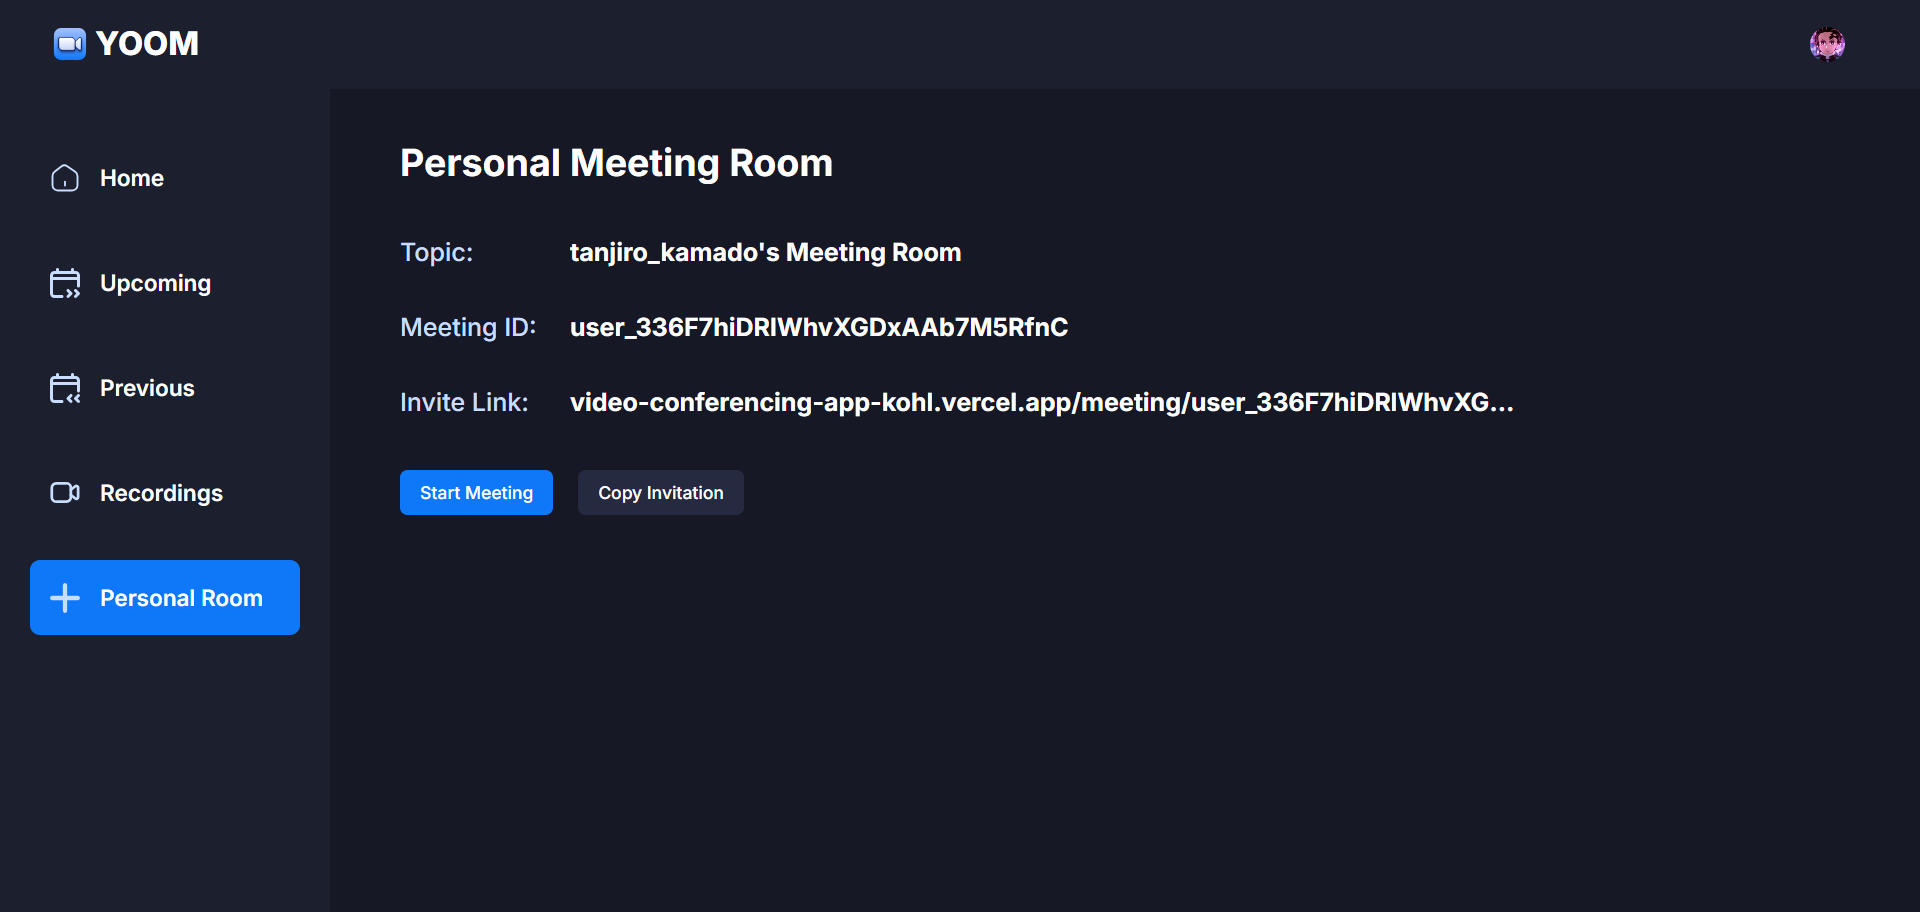 YOOM
Home
Upcoming
Previous
Recordings
Personal Room
Personal Meeting Room
Topic: tanjiro_kamado's Meeting Room
Meeting ID: user_336F7hiDRIWhvXGDxAAb7M5RfnC
Invite Link: video-conferencing-app-kohl.vercel.app/meeting/user_336F7hiDRIWhvXG...
Start Meeting Copy Invitation